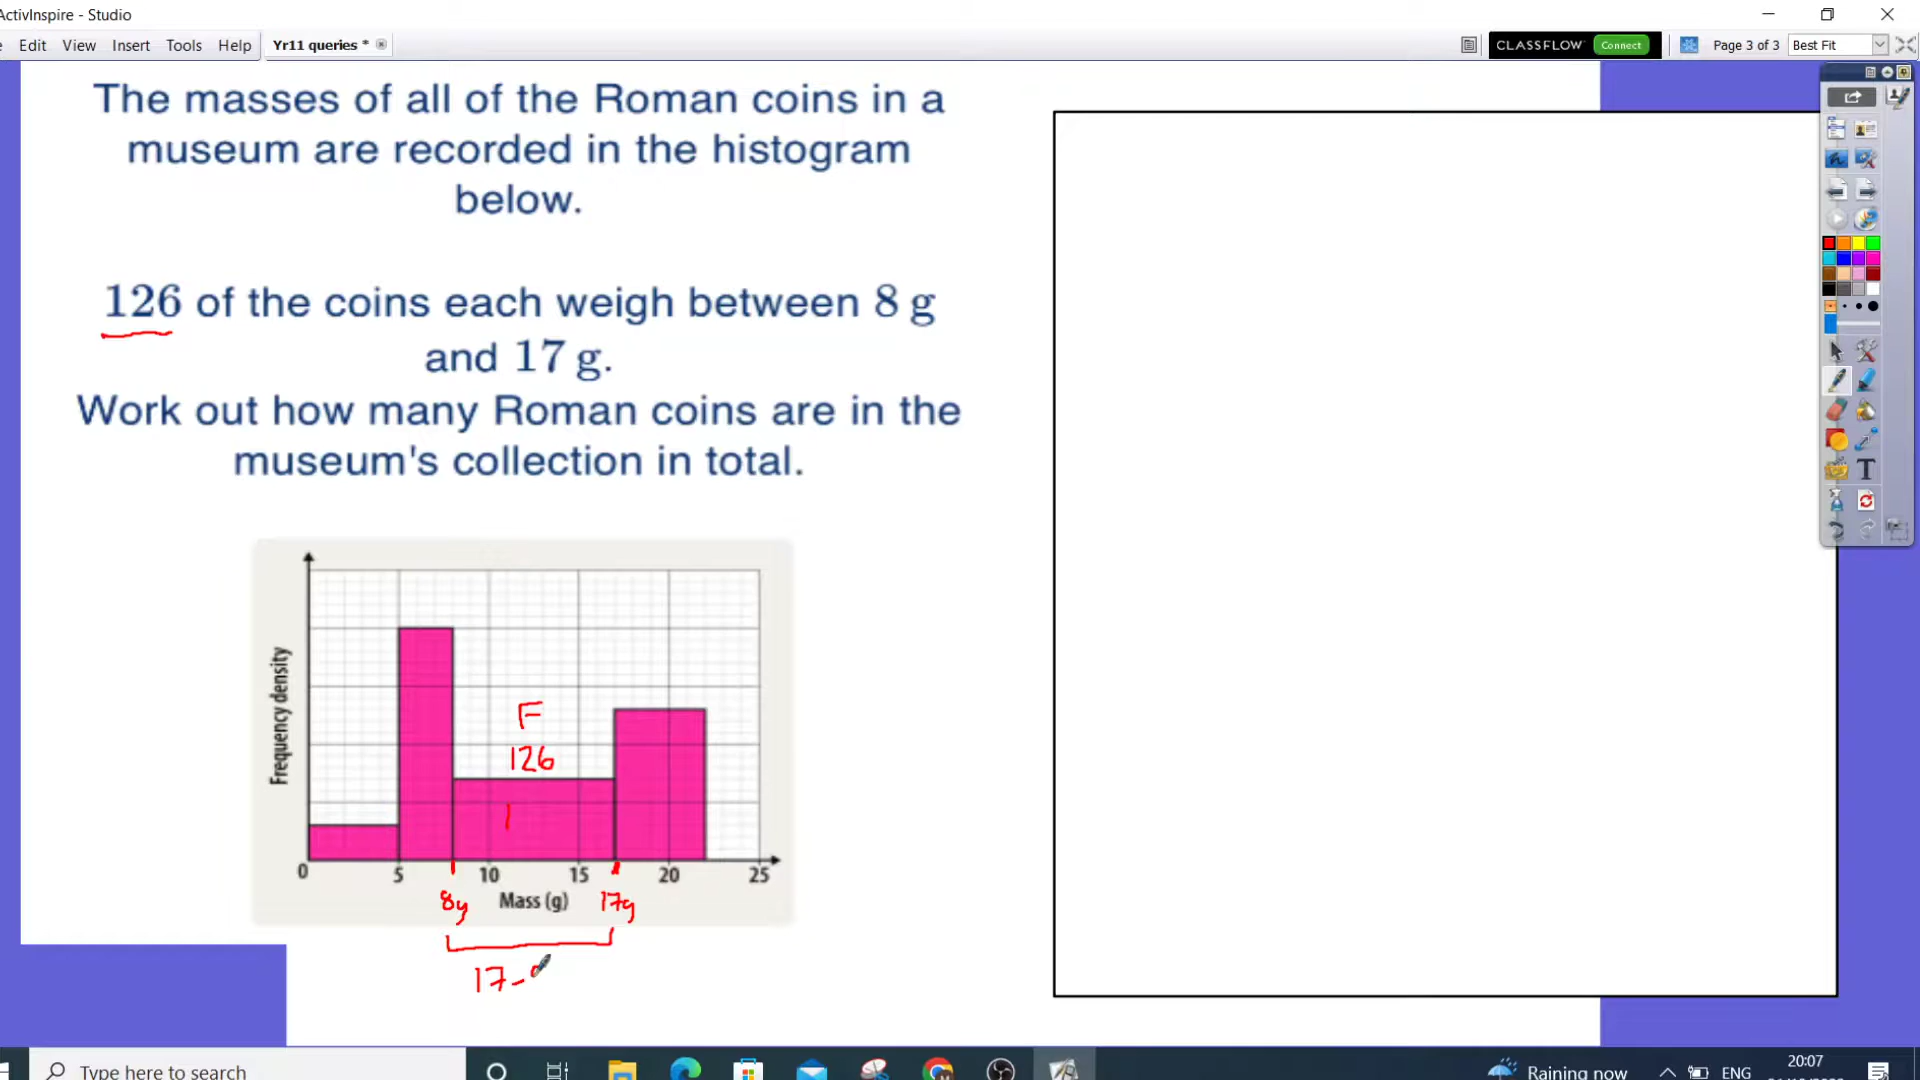 ActivInspire - Studio
Edit View Insert Tools Help Yr11 queries * CLASSFLOW Connect Page 3 of 3 Best Fit
The masses of all of the Roman coins in a
museum are recorded in the histogram
below.
126 of the coins each weigh between 8 g
and 17 g.
Work out how many Roman coins are in the
museum's collection in total.
Frequency density
F
126
0 5 10 15 20 25
8g Mass (g) 17g
17-
Type here to search Raining now ENG 20:07